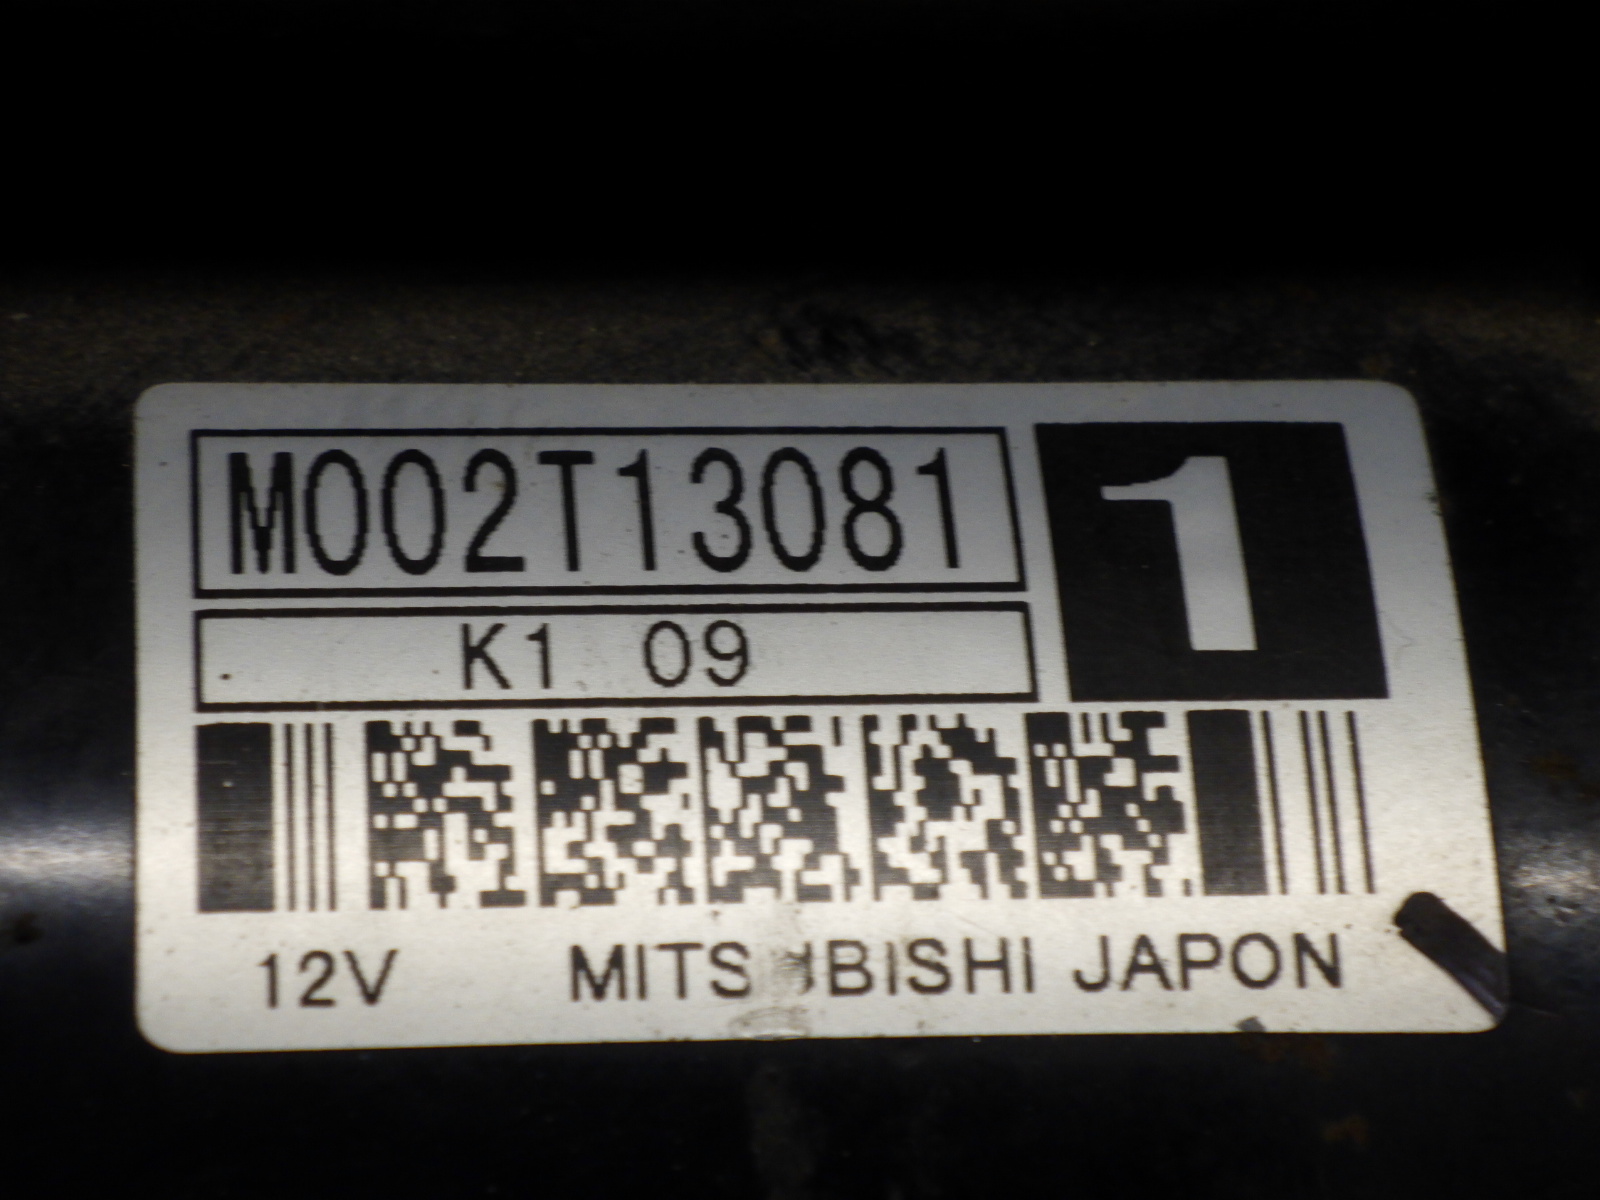 M002T13081
1
K1 09
12V MITSUBISHI JAPON